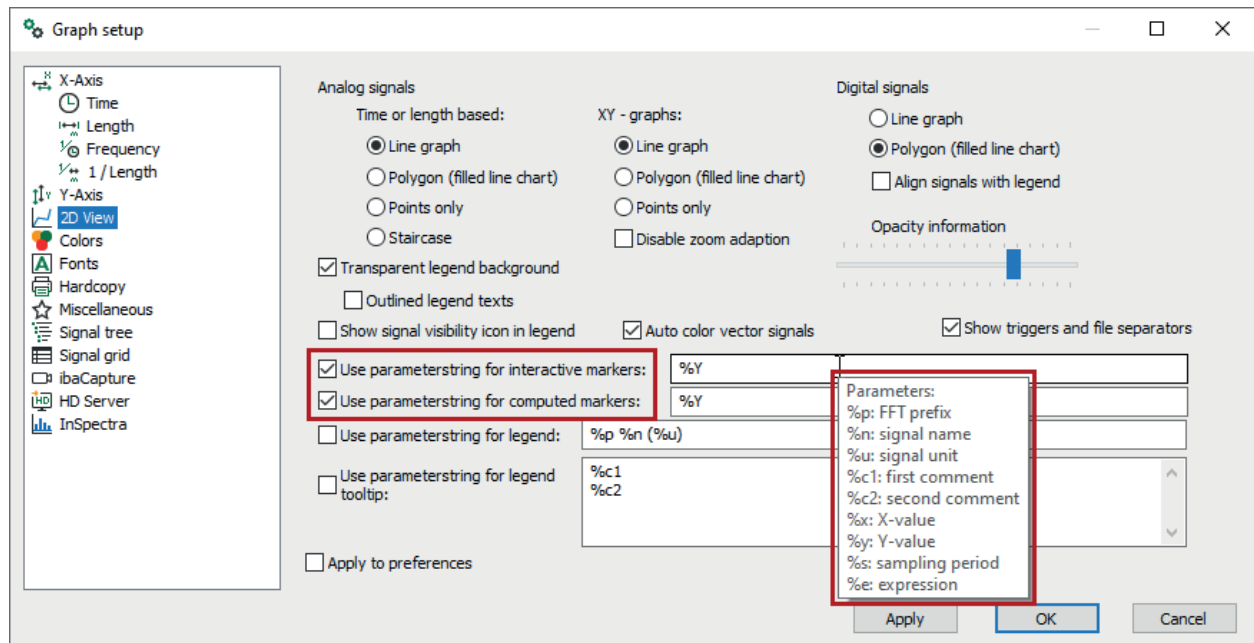 Graph setup
X-Axis
Time
Length
Frequency
1 / Length
Y-Axis
2D View
Colors
Fonts
Hardcopy
Miscellaneous
Signal tree
Signal grid
ibaCapture
HD Server
InSpectra
Analog signals
Time or length based:
Line graph
Polygon (filled line chart)
Points only
Staircase
XY - graphs:
Line graph
Polygon (filled line chart)
Points only
Disable zoom adaption
Digital signals
Line graph
Polygon (filled line chart)
Align signals with legend
Opacity information
Transparent legend background
Outlined legend texts
Show signal visibility icon in legend
Auto color vector signals
Show triggers and file separators
Use parameterstring for interactive markers:
%Y
Use parameterstring for computed markers:
%Y
Use parameterstring for legend:
%p %n (%u)
Use parameterstring for legend
tooltip:
%c1
%c2
Parameters:
%p: FFT prefix
%n: signal name
%u: signal unit
%c1: first comment
%c2: second comment
%x: X-value
%y: Y-value
%s: sampling period
%e: expression
Apply to preferences
Apply
OK
Cancel